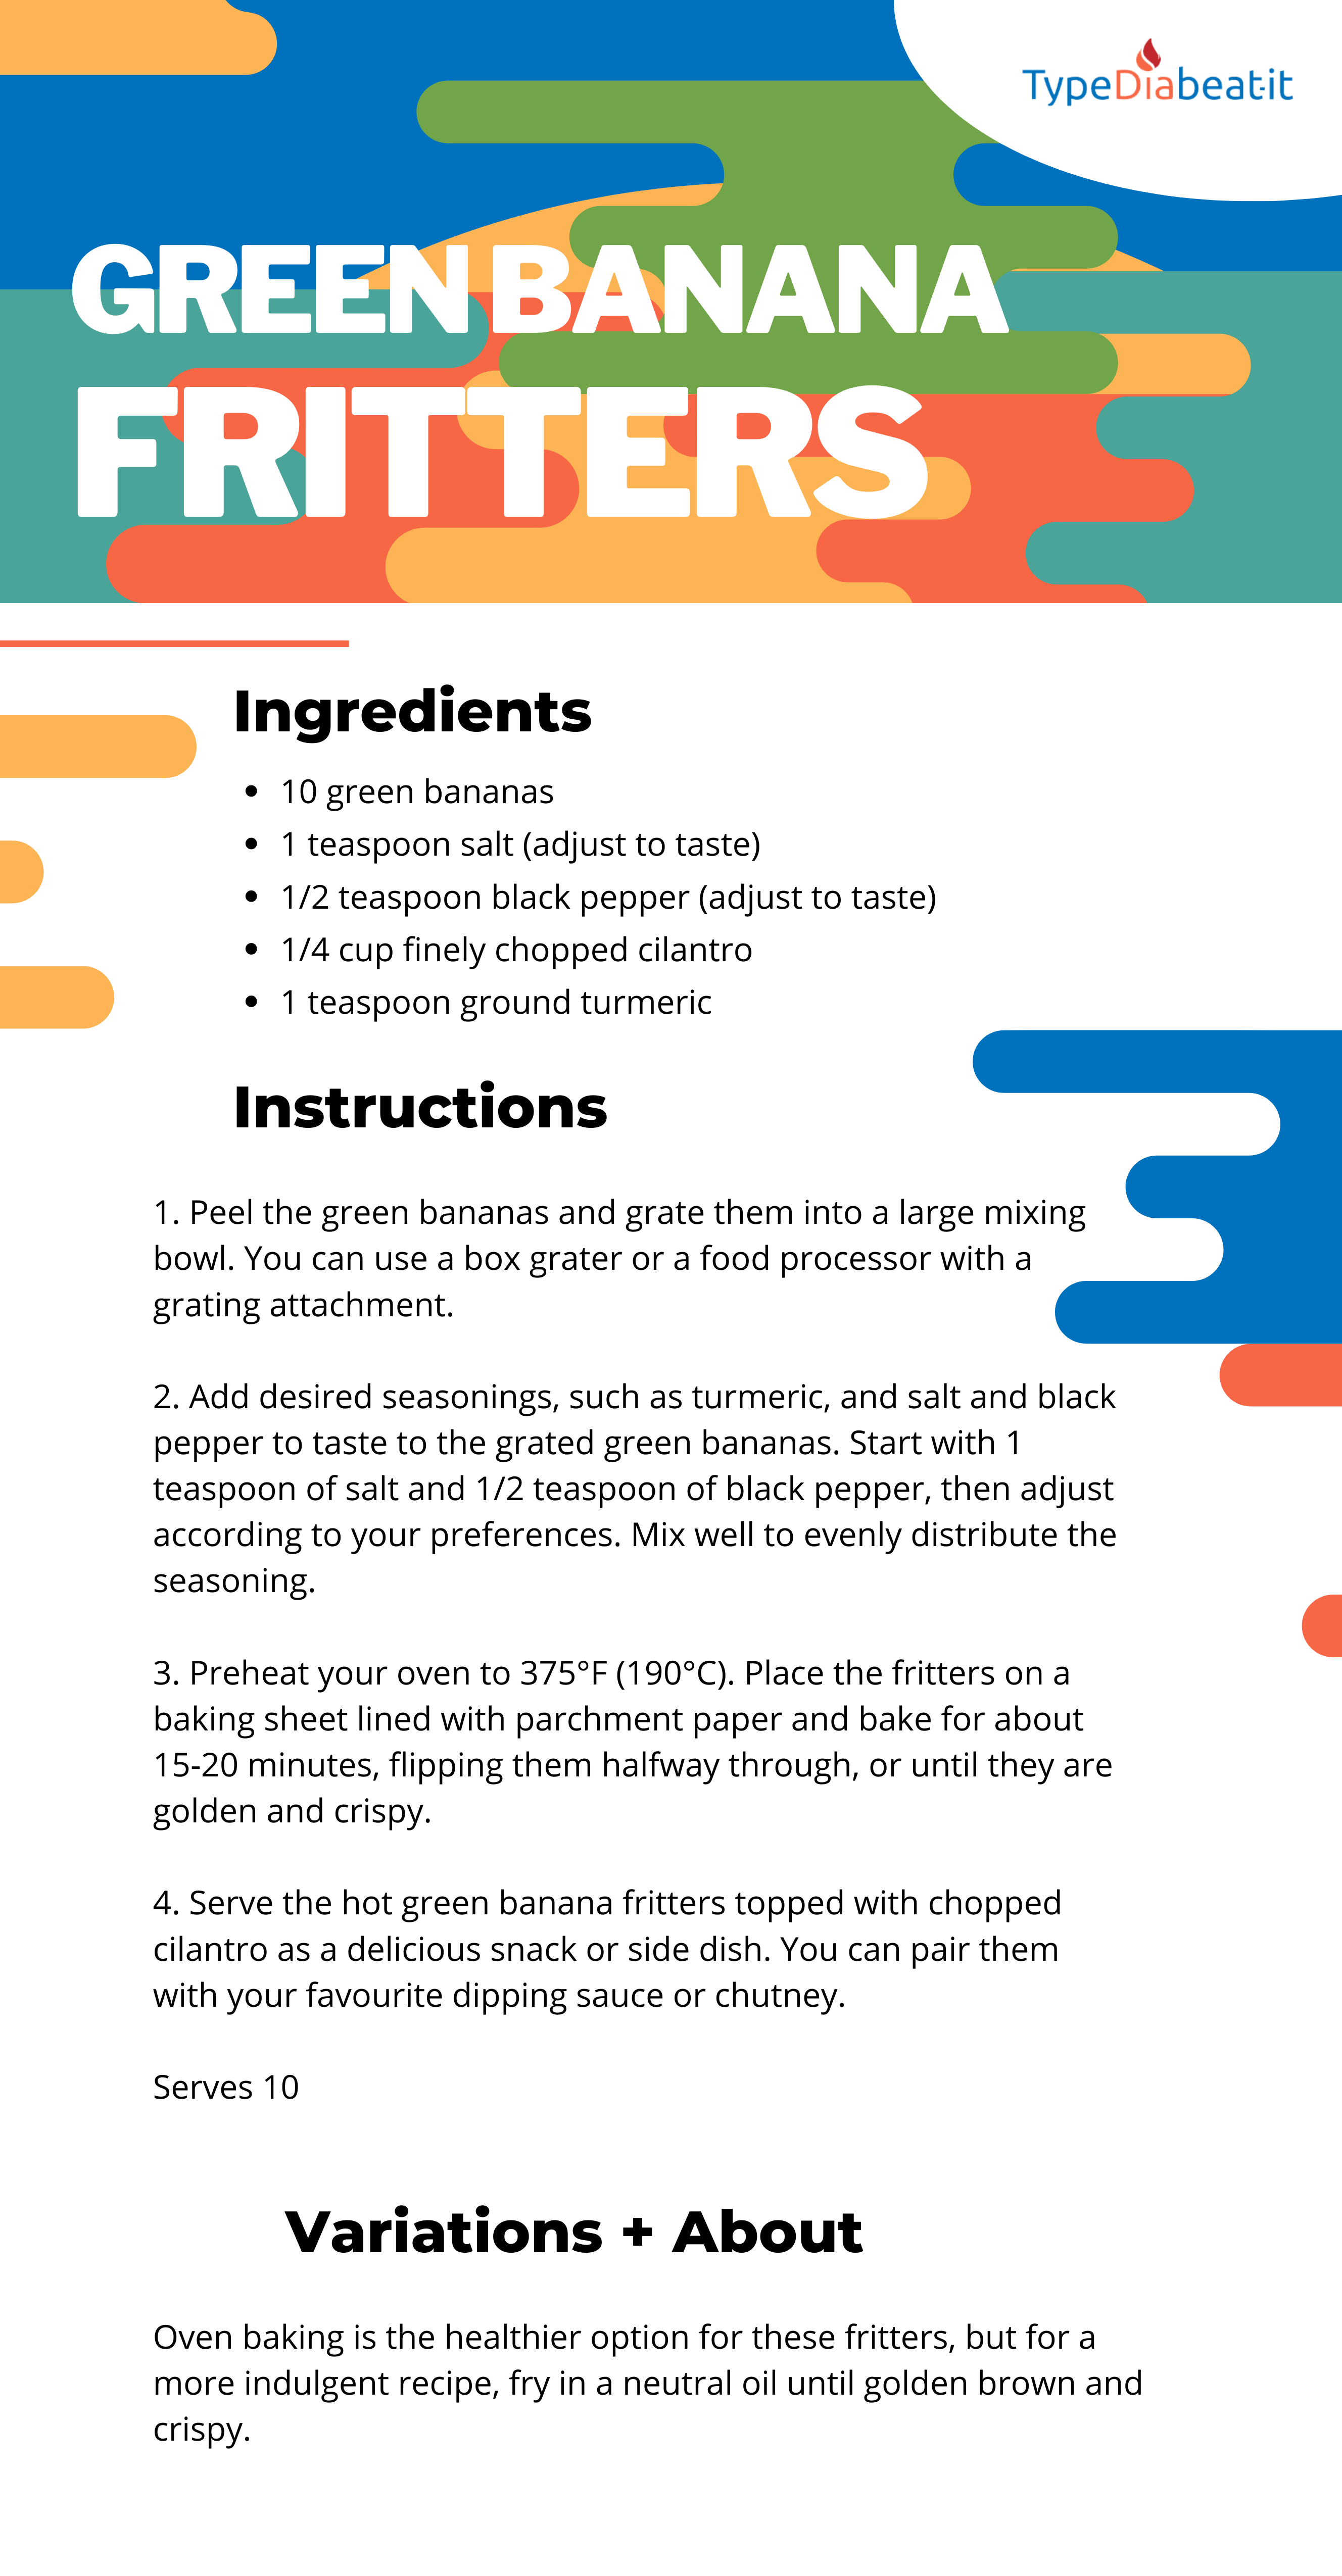 TypeDiabeat·it
GREEN BANANA
FRITTERS
Ingredients
• 10 green bananas
• 1 teaspoon salt (adjust to taste)
• 1/2 teaspoon black pepper (adjust to taste)
• 1/4 cup finely chopped cilantro
• 1 teaspoon ground turmeric
Instructions
1. Peel the green bananas and grate them into a large mixing
bowl. You can use a box grater or a food processor with a
grating attachment.
2. Add desired seasonings, such as turmeric, and salt and black
pepper to taste to the grated green bananas. Start with 1
teaspoon of salt and 1/2 teaspoon of black pepper, then adjust
according to your preferences. Mix well to evenly distribute the
seasoning.
3. Preheat your oven to 375°F (190°C). Place the fritters on a
baking sheet lined with parchment paper and bake for about
15-20 minutes, flipping them halfway through, or until they are
golden and crispy.
4. Serve the hot green banana fritters topped with chopped
cilantro as a delicious snack or side dish. You can pair them
with your favourite dipping sauce or chutney.
Serves 10
Variations + About
Oven baking is the healthier option for these fritters, but for a
more indulgent recipe, fry in a neutral oil until golden brown and
crispy.